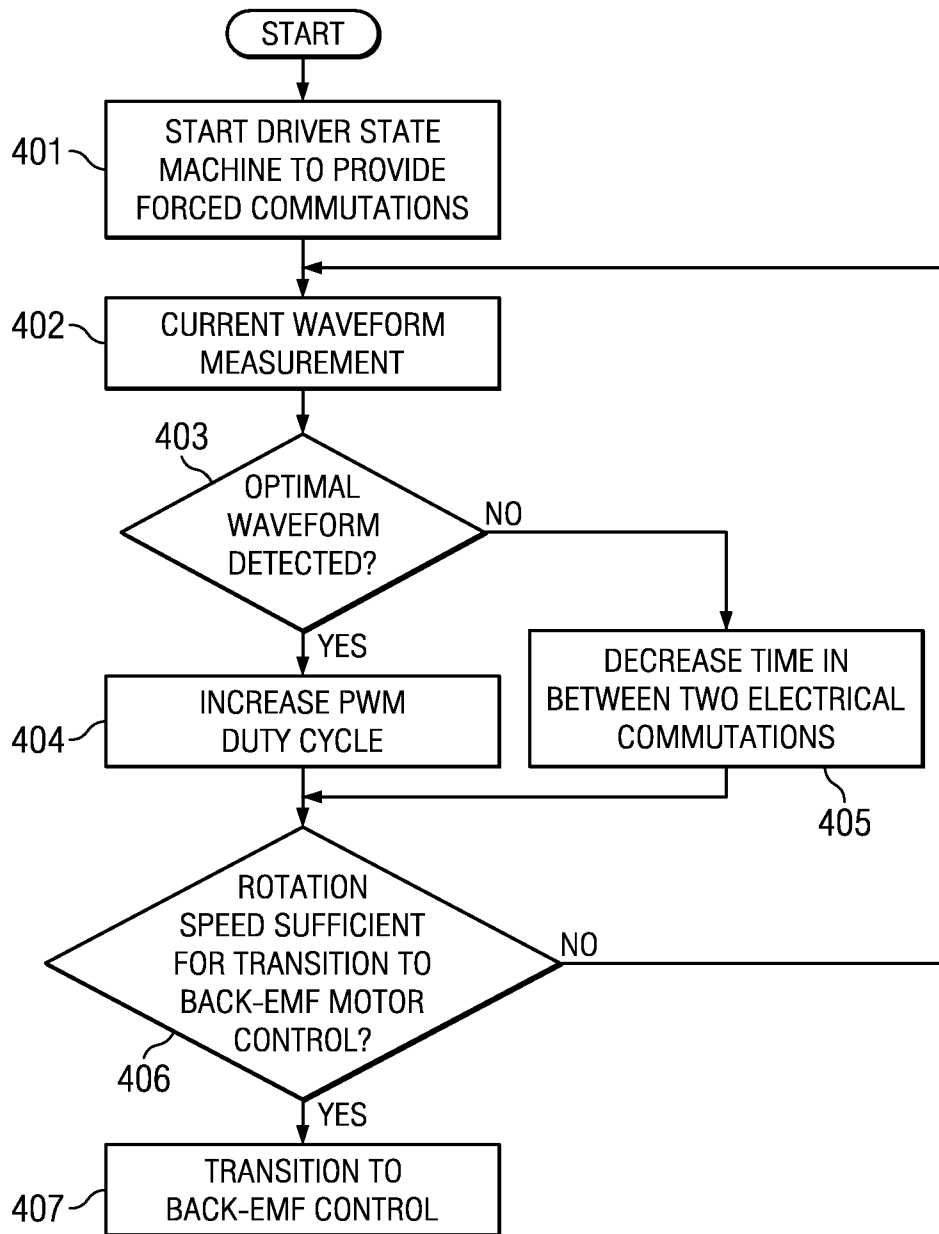 START
401
START DRIVER STATE
MACHINE TO PROVIDE
FORCED COMMUTATIONS
402
CURRENT WAVEFORM
MEASUREMENT
403
OPTIMAL
WAVEFORM
DETECTED?
NO
YES
404
INCREASE PWM
DUTY CYCLE
DECREASE TIME IN
BETWEEN TWO ELECTRICAL
COMMUTATIONS
405
ROTATION
SPEED SUFFICIENT
FOR TRANSITION TO
BACK-EMF MOTOR
CONTROL?
NO
406
YES
407
TRANSITION TO
BACK-EMF CONTROL